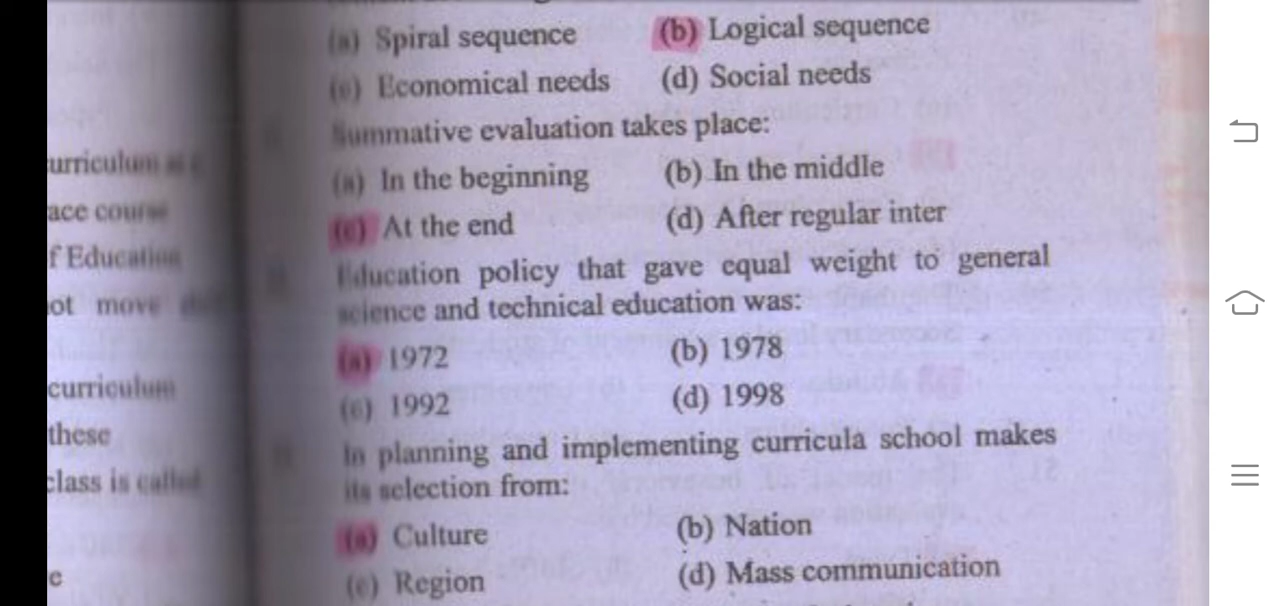 (a) Spiral sequence (b) Logical sequence
(c) Economical needs (d) Social needs
Summative evaluation takes place:
urriculum as
(a) In the beginning (b) In the middle
ace course
(c) At the end (d) After regular inter
f Education
Education policy that gave equal weight to general
ot move
science and technical education was:
(a) 1972 (b) 1978
curriculum
(c) 1992 (d) 1998
these
In planning and implementing curricula school makes
class is called
its selection from:
(a) Culture (b) Nation
e
(c) Region (d) Mass communication